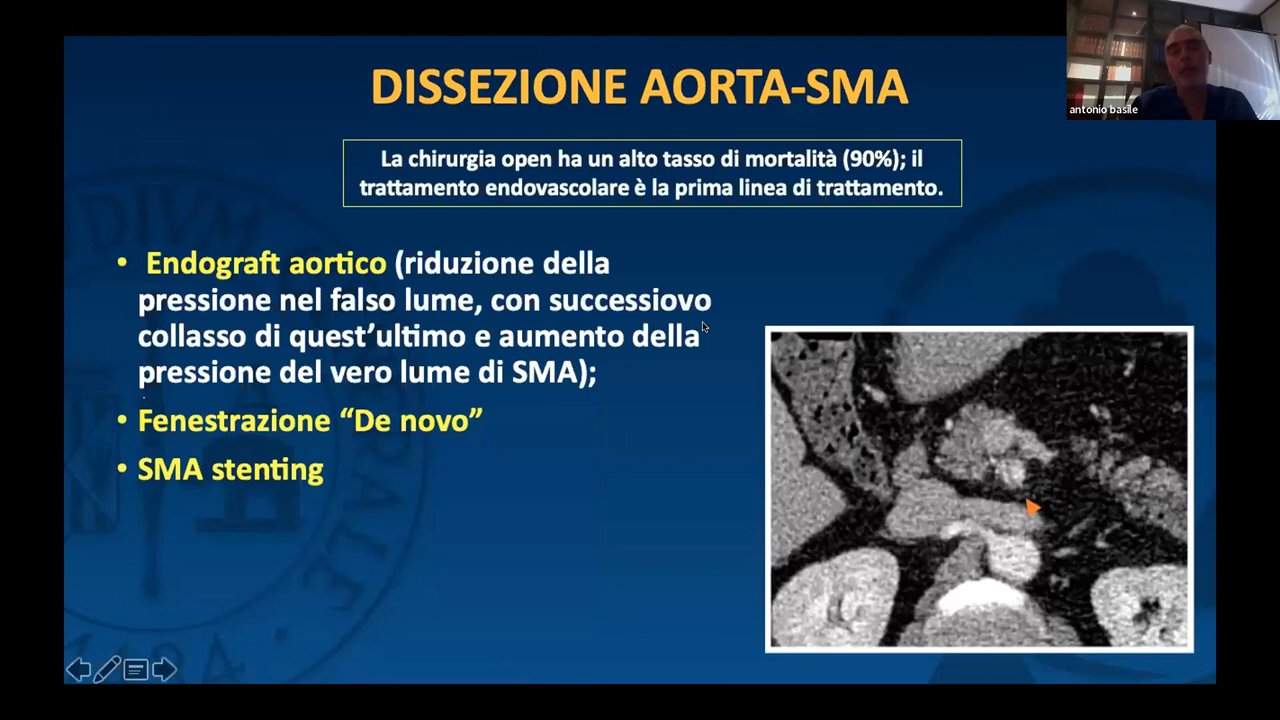 DISSEZIONE AORTA-SMA
antonio basile
La chirurgia open ha un alto tasso di mortalità (90%); il
trattamento endovascolare è la prima linea di trattamento.
• Endograft aortico (riduzione della
pressione nel falso lume, con successiovo
collasso di quest’ultimo e aumento della
pressione del vero lume di SMA);
• Fenestrazione “De novo”
• SMA stenting